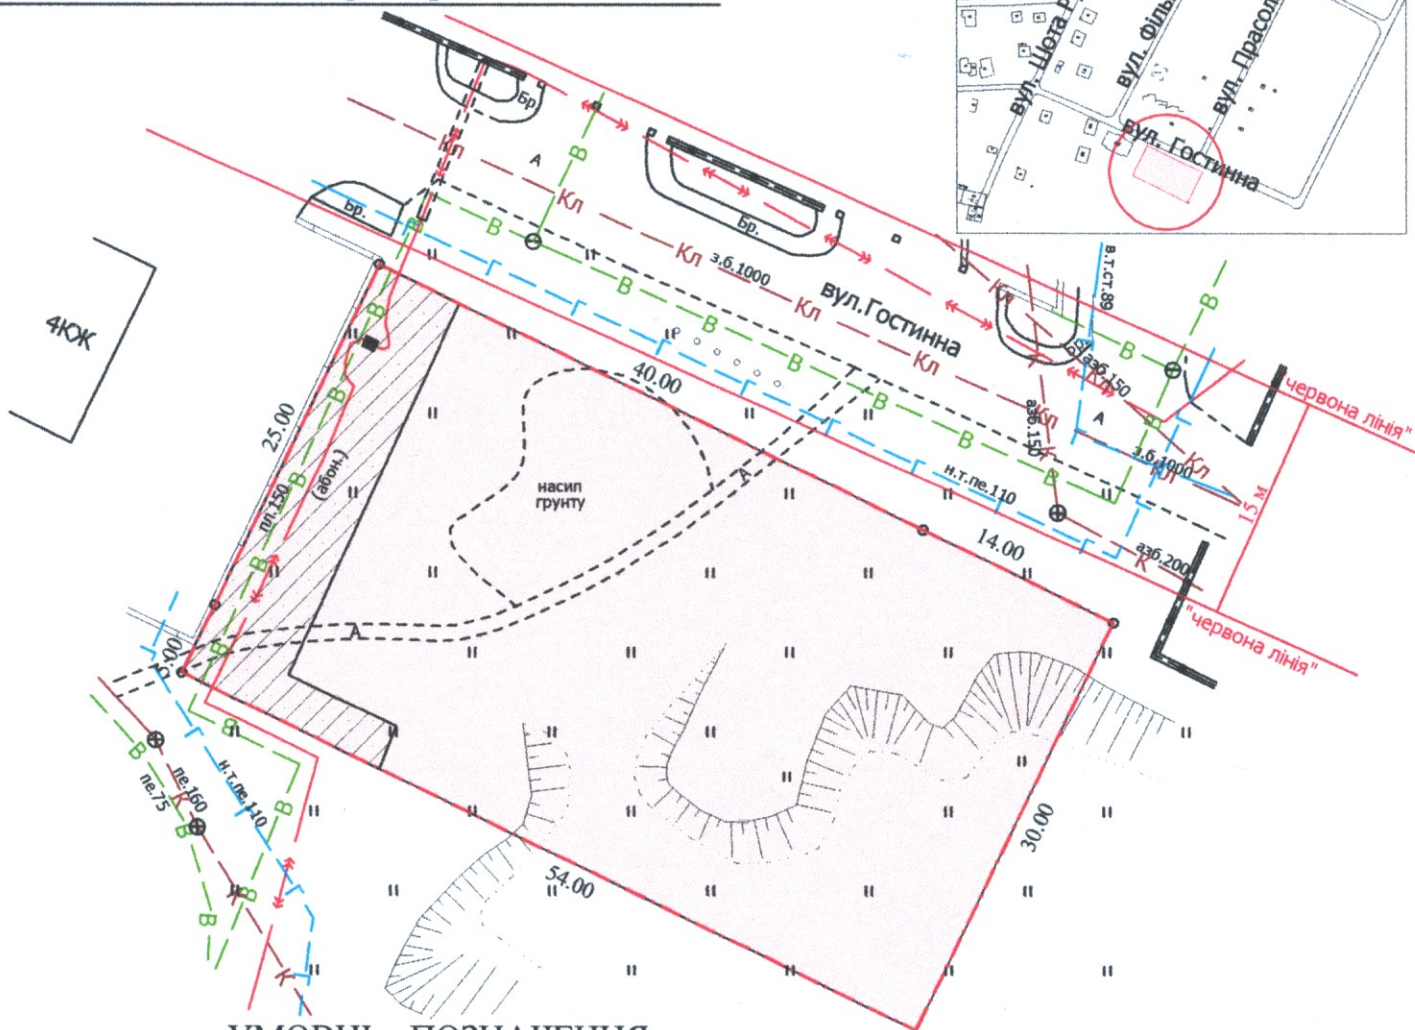 вул. Шота Р
вул. Філь
вул. Прасол
вул. Гостинна
Бр.
Бр.
Бр.
Бр.
А
В
Кл
Кл
Кл
з.б.1000
Кл
Кл
Кл
вул.Гостинна
в.т.ст.89
В
В
азб.150
азб.150
А
з.б.1000
Кл
Кл
К
"червона лінія"
15 м
"червона лінія"
4КЖ
25.00
40.00
14.00
30.00
54.00
насип
грунту
пл.150
(абон.)
н.т.пе.110
азб.200
К
А
А
В
В
В
пе.75
пе.160
н.т.пе.110
К
К
УМОВНІ ПОЗНАЧЕННЯ